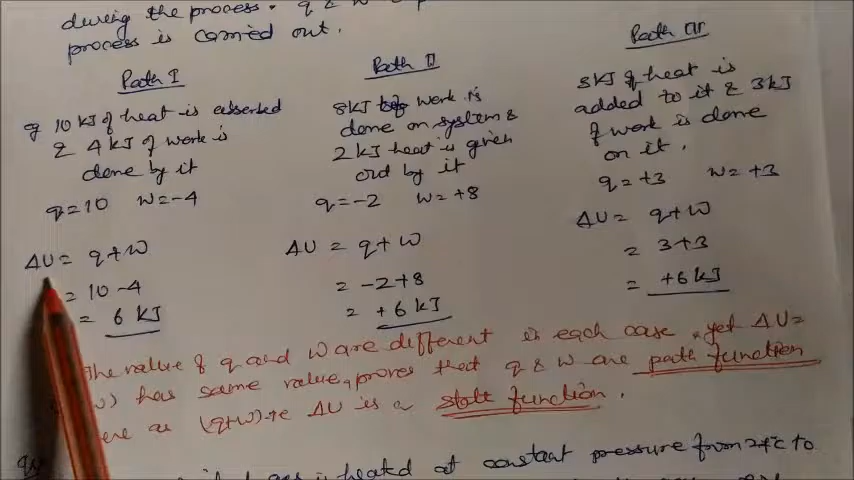 during the process. q & w
process is carried out.
Path I
q 10 kJ of heat is absorbed
& 4 kJ of work is
done by it
q=10 w=-4
ΔU= q+w
= 10-4
= 6 kJ
Path II
8kJ work is
done on system &
2 kJ heat is given
out by it
q=-2 w=+8
ΔU = q+w
= -2+8
= +6 kJ
Path III
3kJ of heat is
added to it & 3kJ
of work is done
on it.
q=+3 w=+3
ΔU= q+w
= 3+3
= +6 kJ
The value of q and w are different in each case, yet ΔU=
w) has same value, proves that q & w are path function
ere as (q+w) i.e ΔU is a state function.
gas is heated at constant pressure from to